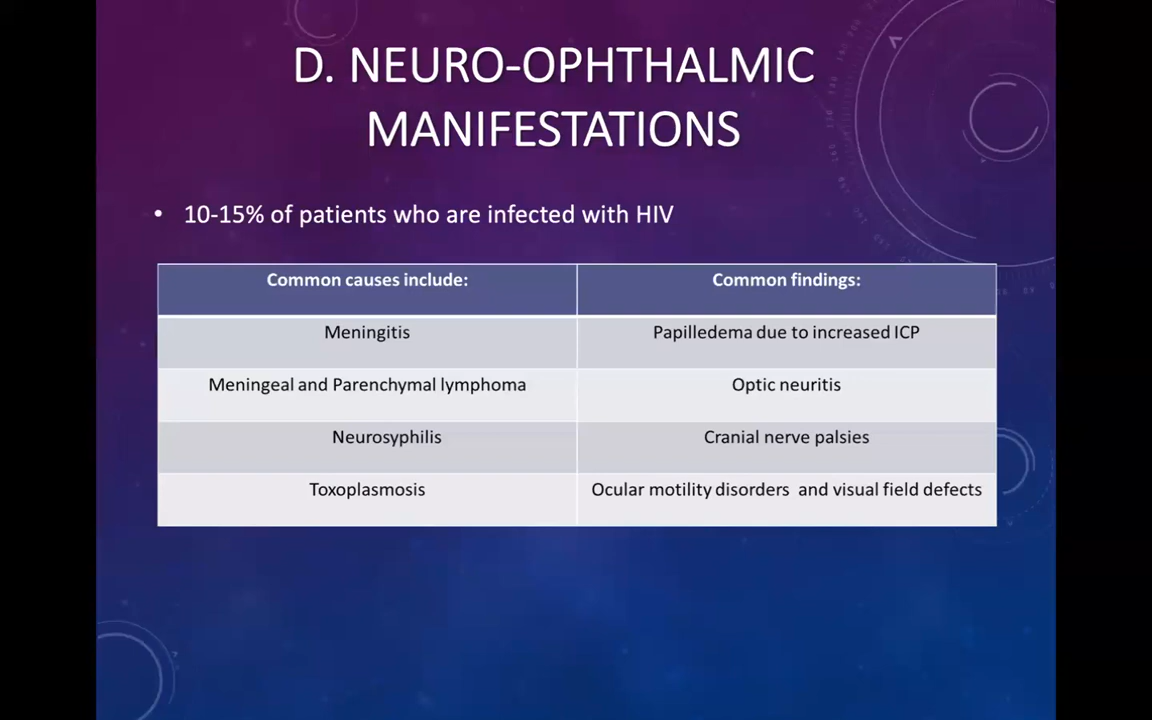 D. NEURO-OPHTHALMIC
MANIFESTATIONS
• 10-15% of patients who are infected with HIV
Common causes include: Common findings:
Meningitis Papilledema due to increased ICP
Meningeal and Parenchymal lymphoma Optic neuritis
Neurosyphilis Cranial nerve palsies
Toxoplasmosis Ocular motility disorders and visual field defects